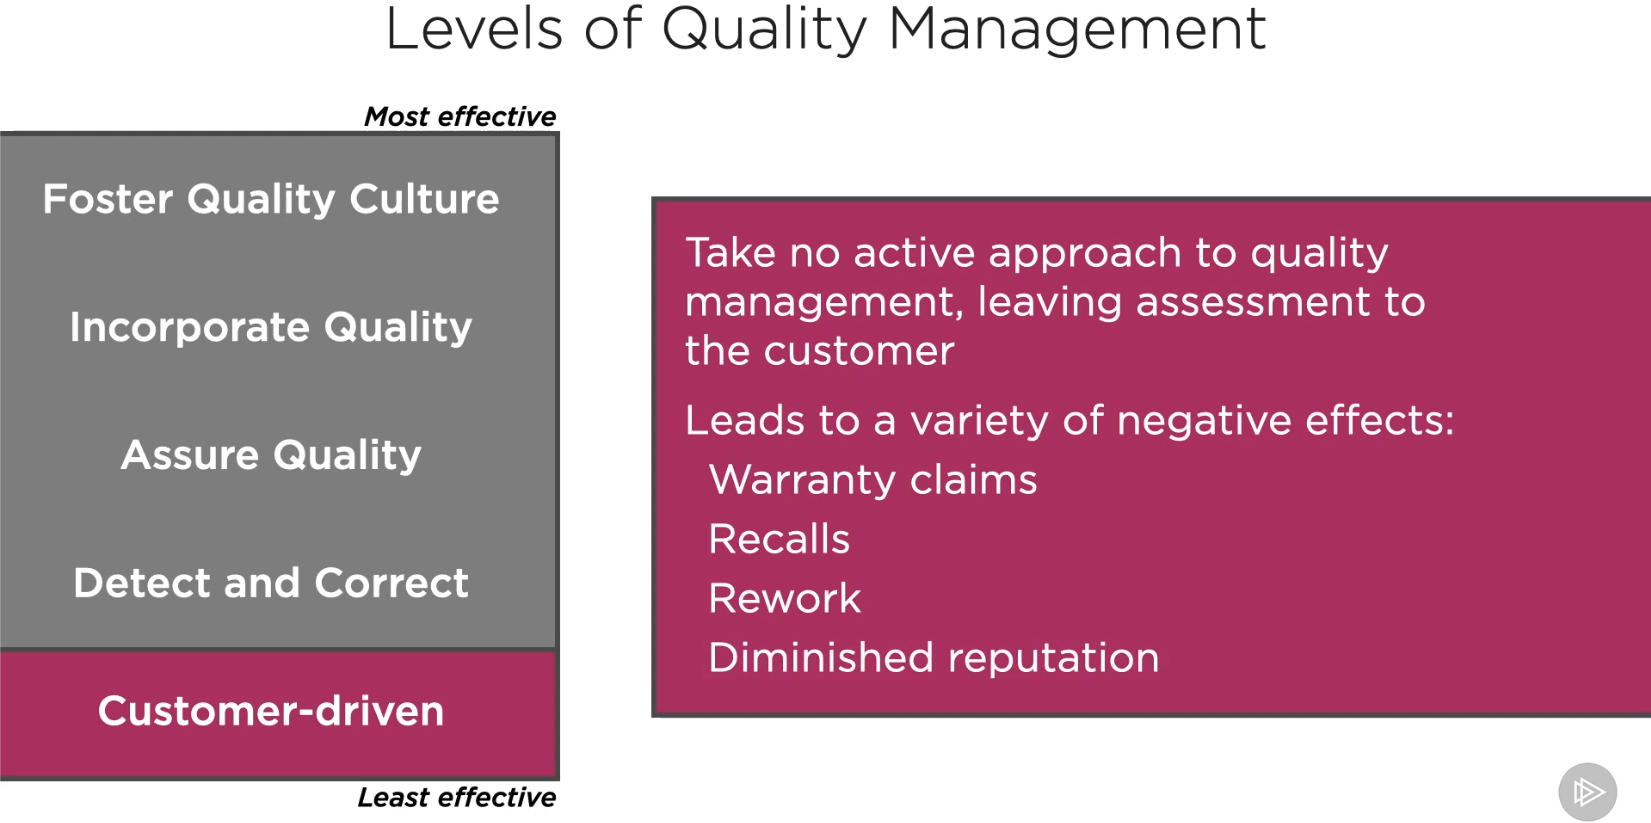 Levels of Quality Management
Most effective
Foster Quality Culture
Incorporate Quality
Assure Quality
Detect and Correct
Customer-driven
Least effective
Take no active approach to quality
management, leaving assessment to
the customer
Leads to a variety of negative effects:
Warranty claims
Recalls
Rework
Diminished reputation